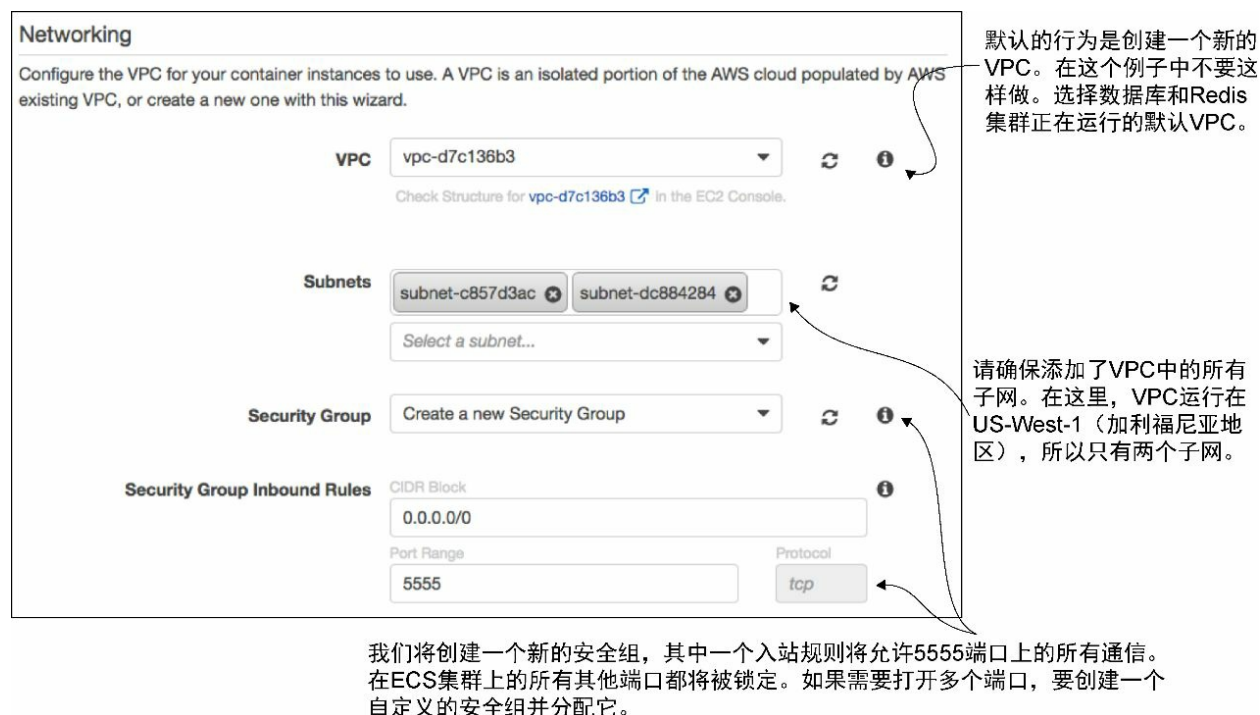 Networking
Configure the VPC for your container instances to use. A VPC is an isolated portion of the AWS cloud populated by AWS
existing VPC, or create a new one with this wizard.
默认的行为是创建一个新的
VPC。在这个例子中不要这
样做。选择数据库和Redis
集群正在运行的默认VPC。
VPC
vpc-d7c136b3
Check Structure for vpc-d7c136b3 In the EC2 Console.
Subnets
subnet-c857d3ac subnet-dc884284
Select a subnet...
请确保添加了VPC中的所有
子网。在这里，VPC运行在
US-West-1（加利福尼亚地
区），所以只有两个子网。
Security Group
Create a new Security Group
Security Group Inbound Rules
CIDR Block
0.0.0.0/0
Port Range Protocol
5555 tcp
我们将创建一个新的安全组，其中一个入站规则将允许5555端口上的所有通信。
在ECS集群上的所有其他端口都将被锁定。如果需要打开多个端口，要创建一个
自定义的安全组并分配它。